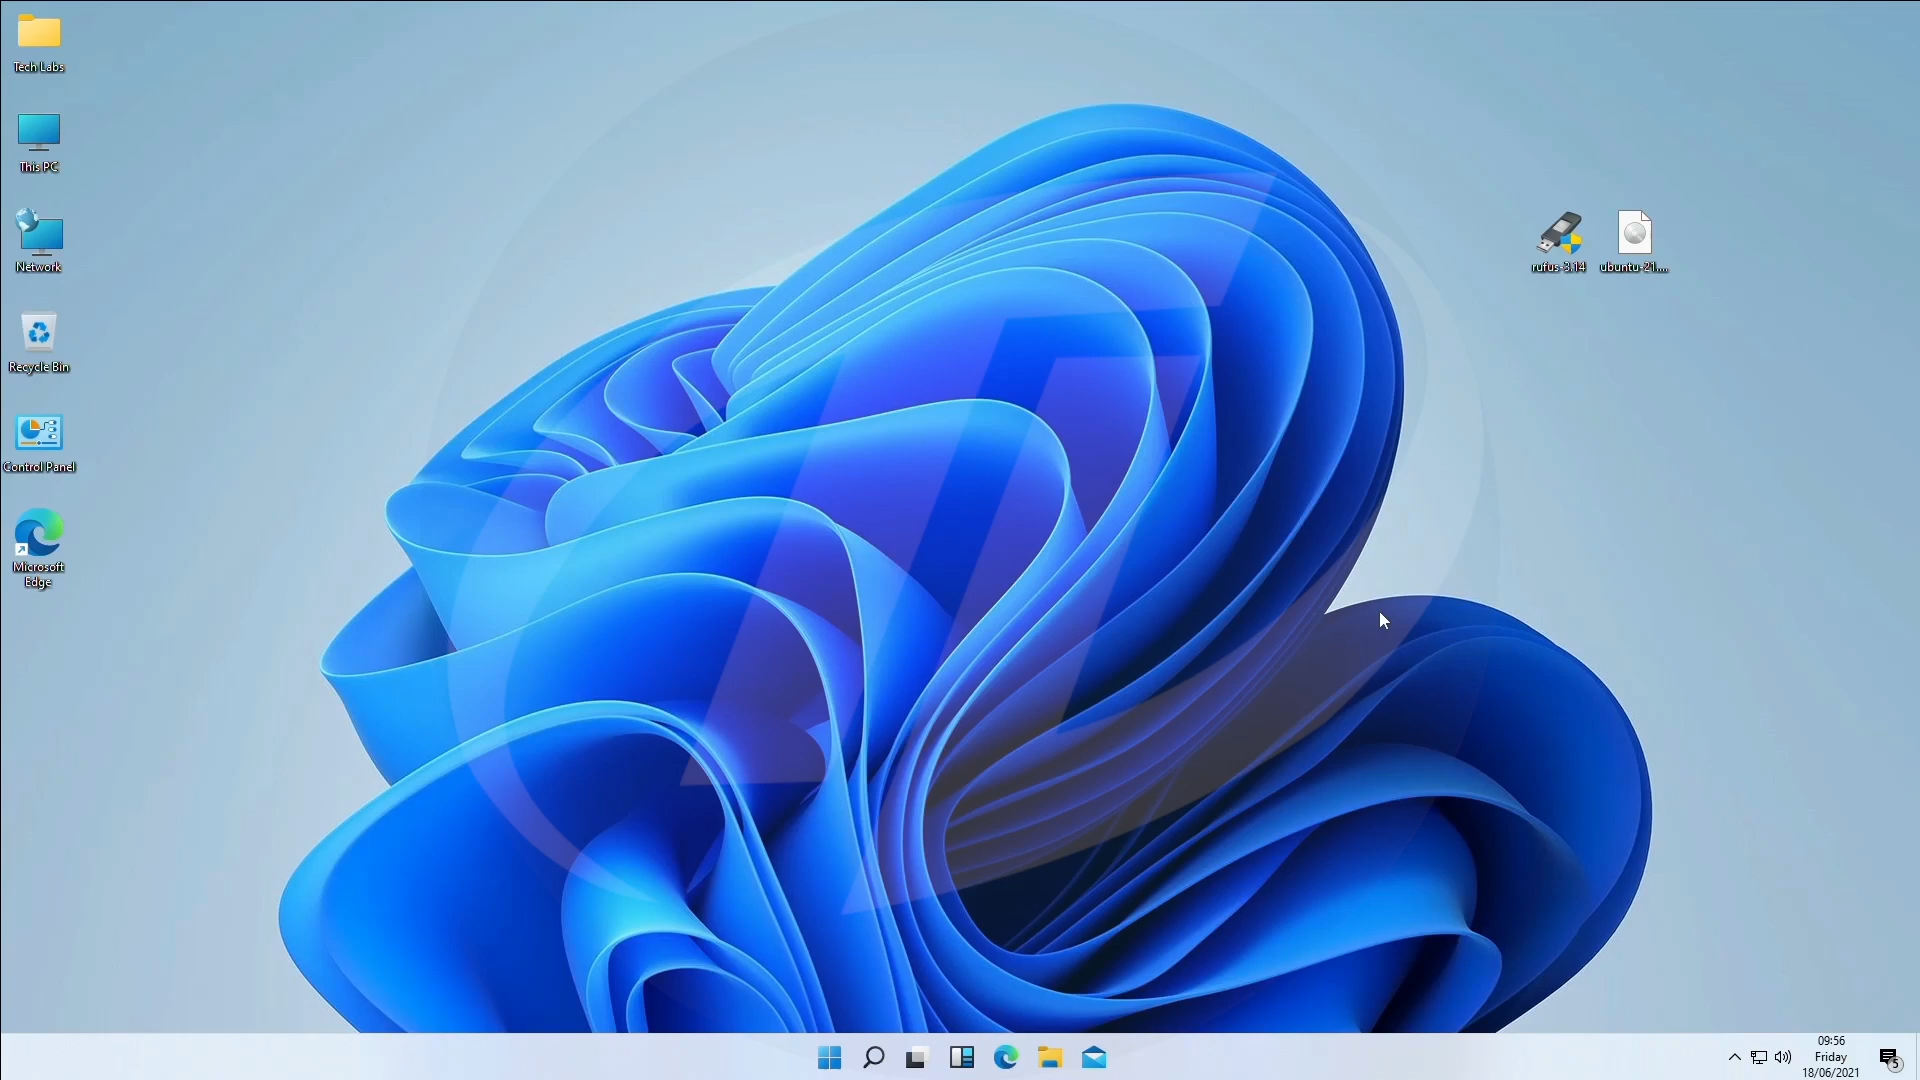 Tech Labs
This PC
Network
Recycle Bin
Control Panel
Microsoft
Edge
rufus-3.14
ubuntu-21....
09:56
Friday
18/06/2021
5